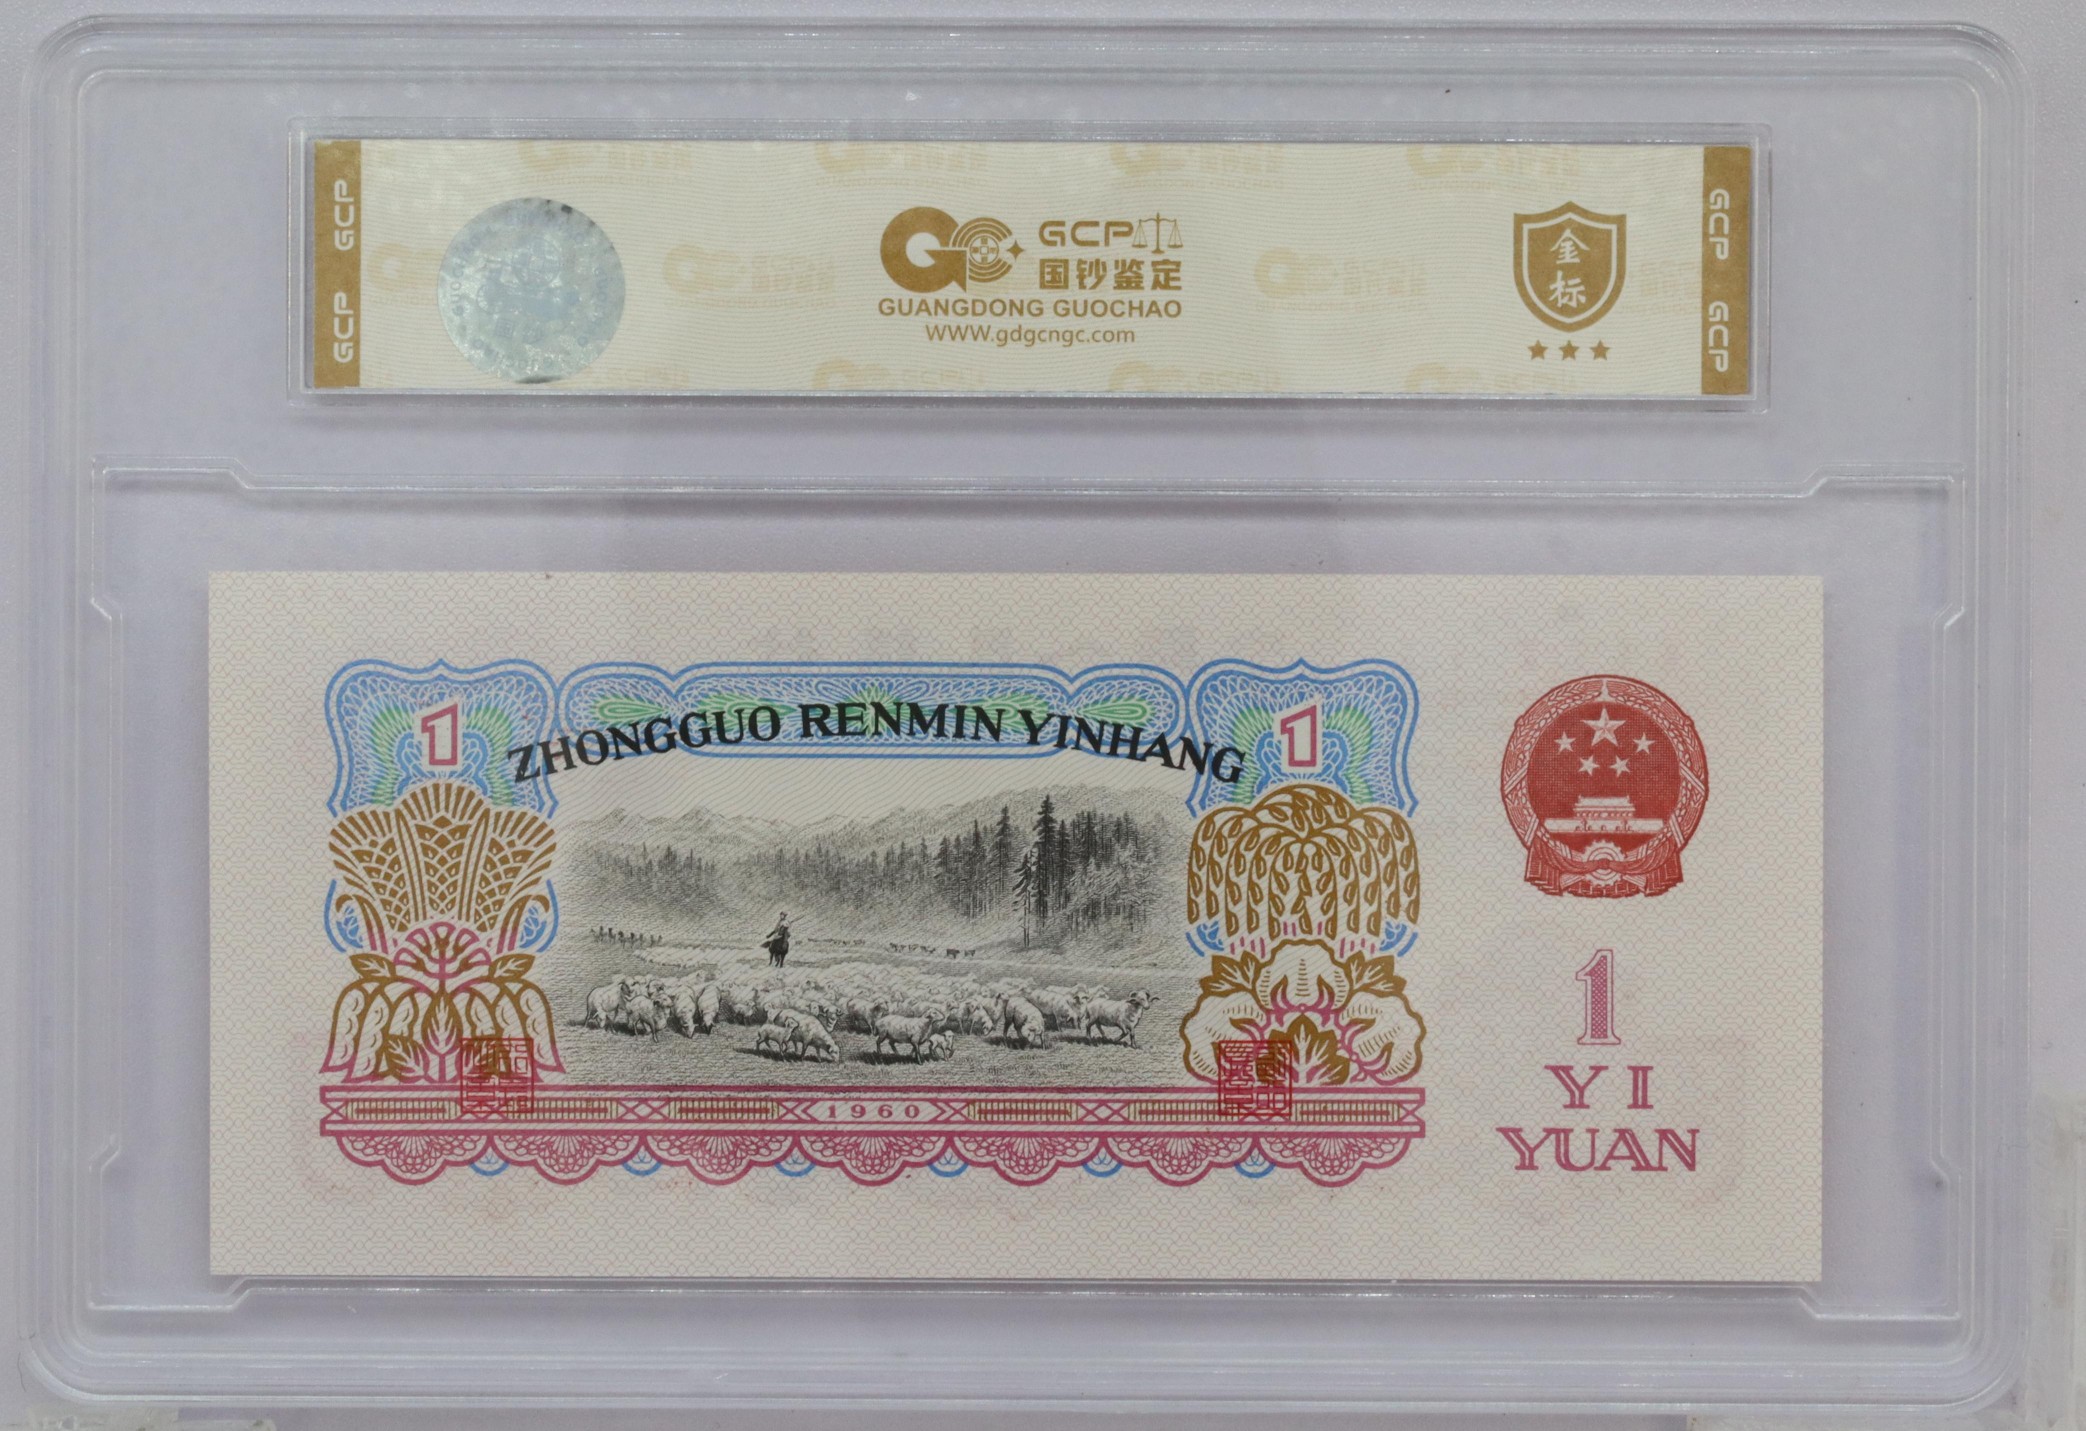 GCP GCP
GCP
国钞鉴定
GUANGDONG GUOCHAO
WWW.gdgcngc.com
金
标
GCP GCP
1
ZHONGGUO RENMIN YINHANG
1
1960
1
YI
YUAN